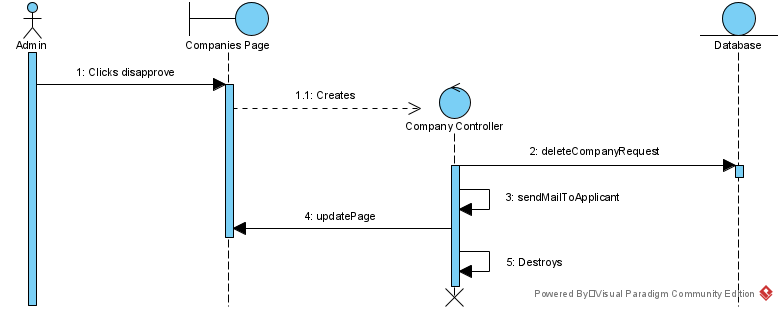 Admin
Companies Page
Database
1: Clicks disapprove
1.1: Creates
Company Controller
2: deleteCompanyRequest
3: sendMailToApplicant
4: updatePage
5: Destroys
Powered By□Visual Paradigm Community Edition